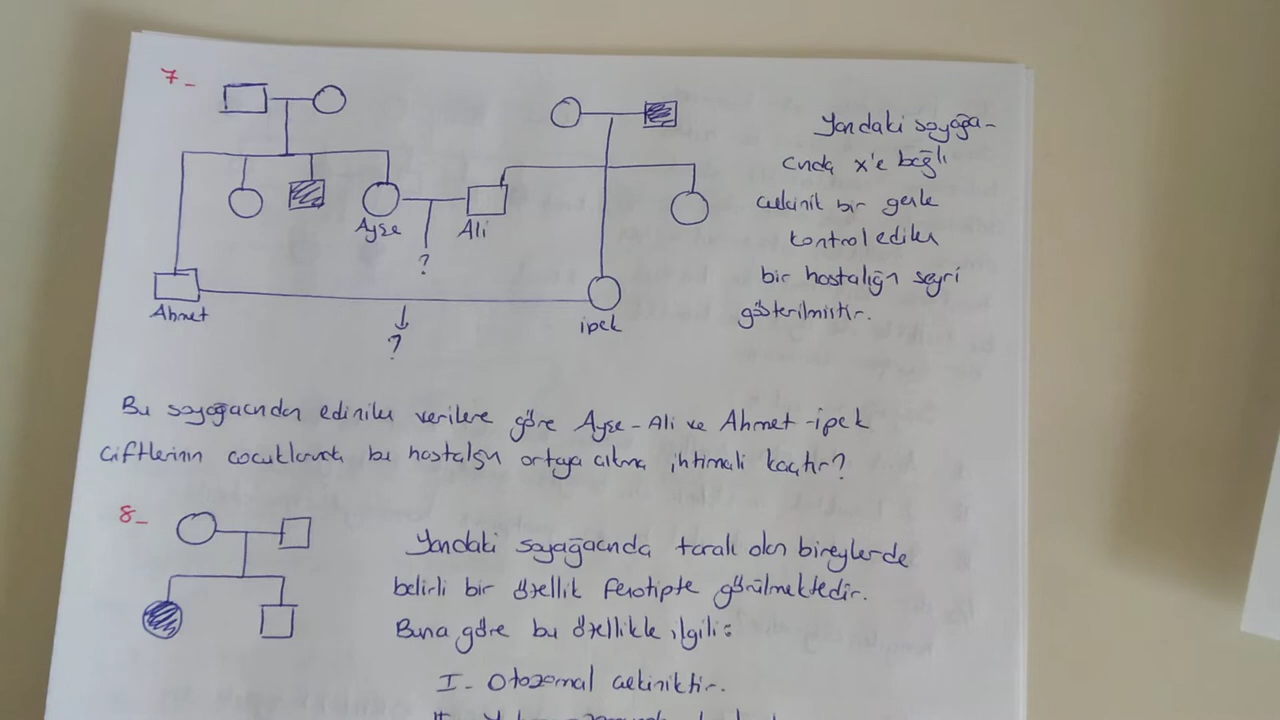 7-
Yandaki soyağa-
cında x'e bağlı
çekinik bir genle
kontrol edilen
bir hastalığın seyri
gösterilmiştir.
Ayşe
Ali
?
Ahmet
ipek
?
Bu soyağacından edinilen verilere göre Ayşe-Ali ve Ahmet-ipek
çiftlerinin çocuklarında bu hastalığın ortaya çıkma ihtimali kaçtır?
8-
Yandaki soyağacında taralı olan bireylerde
belirli bir özellik fenotipte görülmektedir.
Buna göre bu özellikle ilgili:
I- Otozomal çekiniktir.